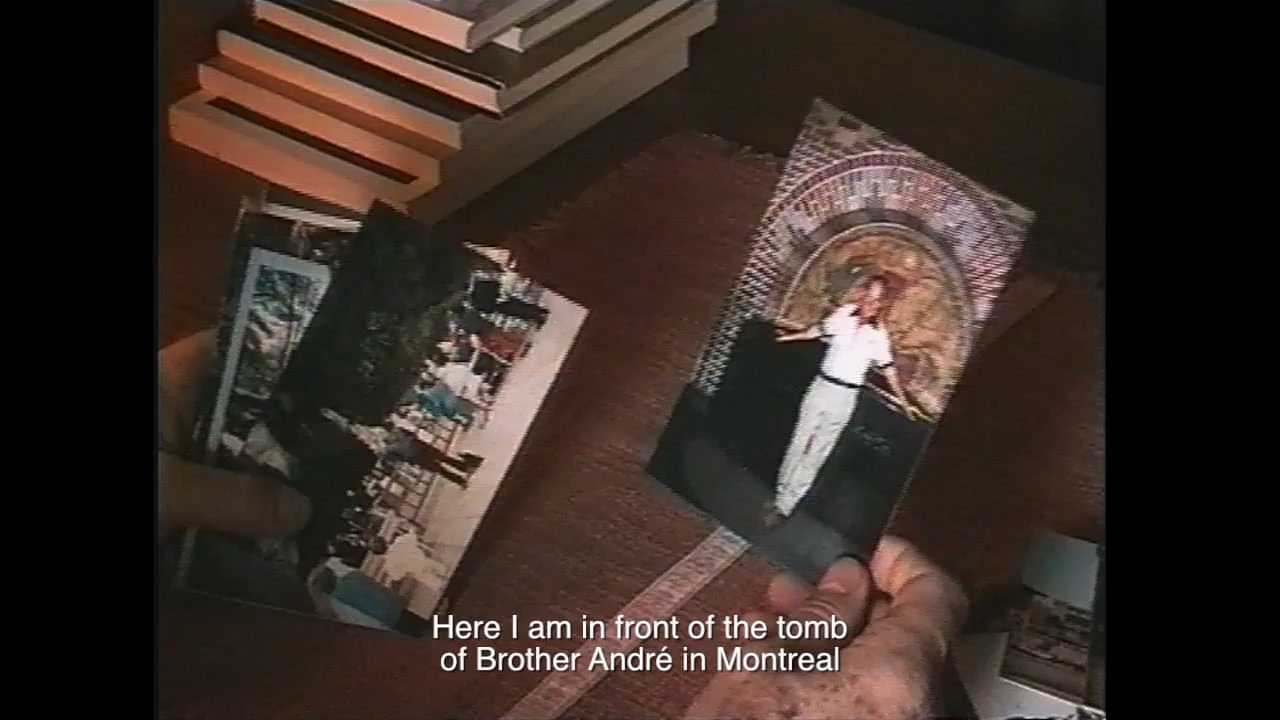 Here I am in front of the tomb
of Brother André in Montreal